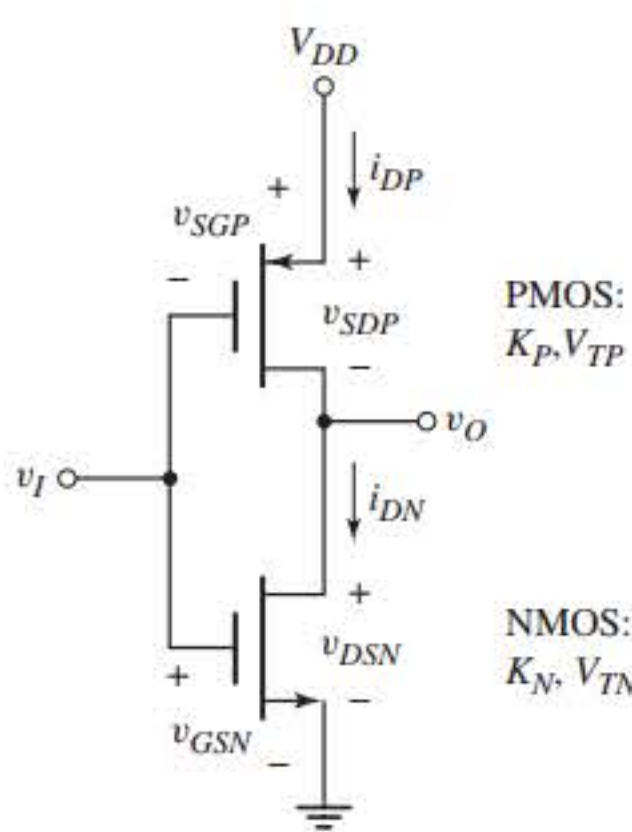 V_DD
+
i_DP
v_SGP
−
+
v_SDP
−
PMOS:
K_P, V_TP
v_O
v_I
i_DN
+
v_DSN
−
+
v_GSN
−
NMOS:
K_N, V_TN